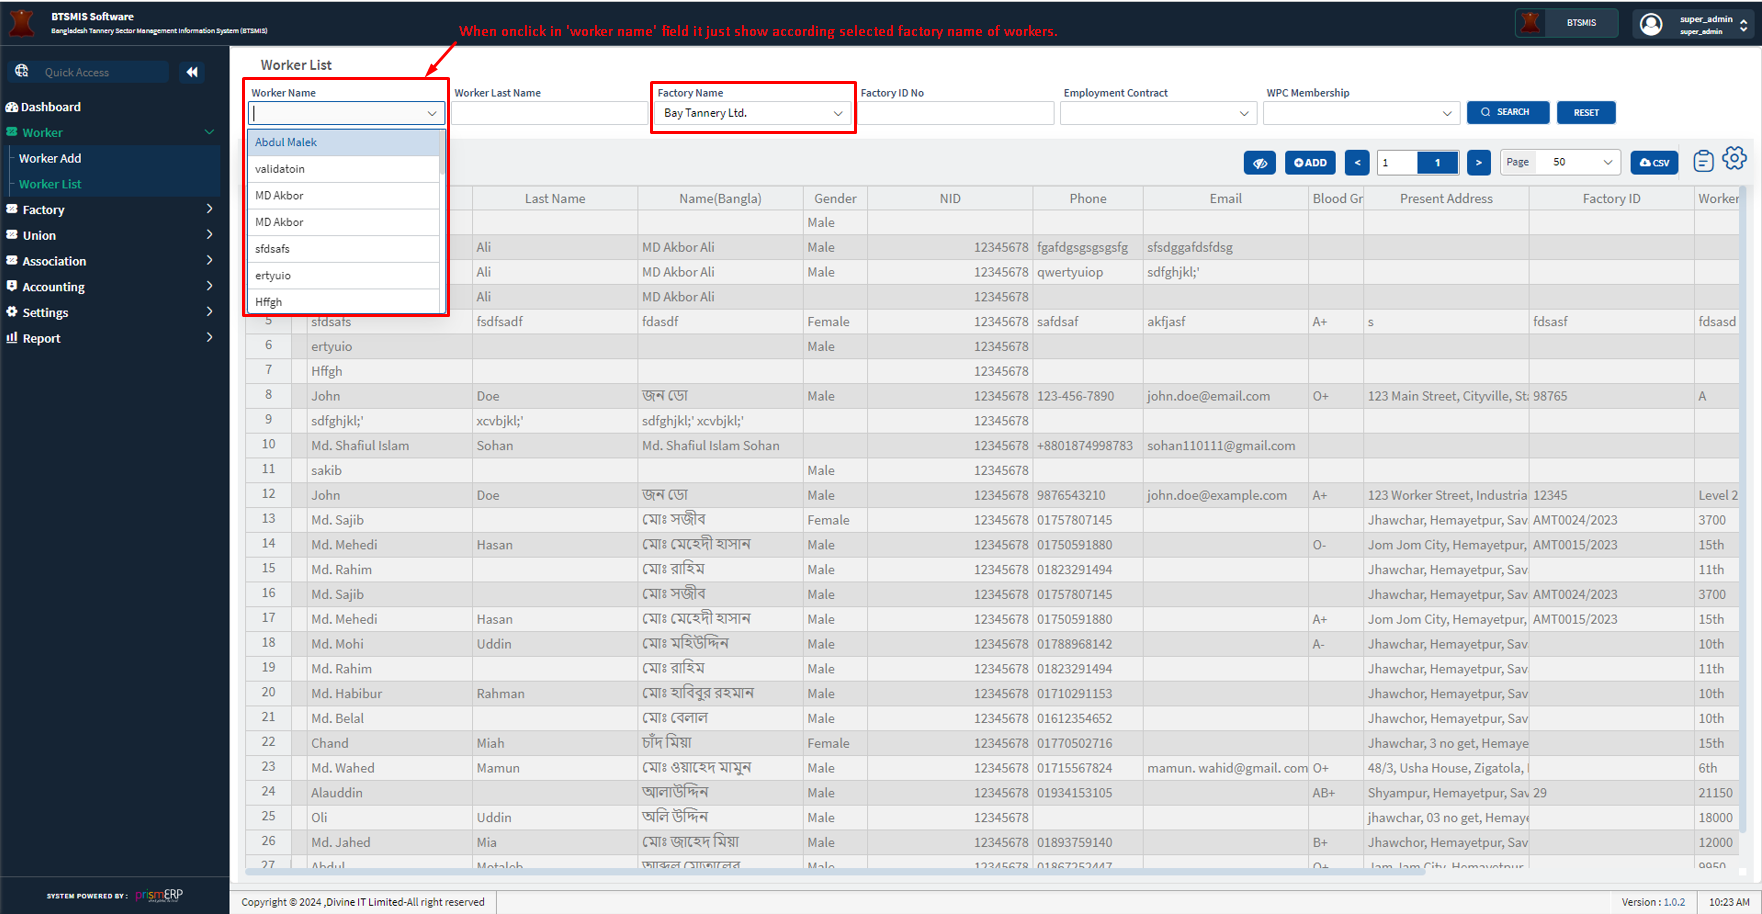 BTSMIS Software
Bangladesh Tannery Sector Management Information System (BTSMIS)
When onclick in 'worker name' field it just show according selected factory name of workers.
BTSMIS
super_admin
super_admin
Quick Access
Dashboard
Worker
Worker Add
Worker List
Factory
Union
Association
Accounting
Settings
Report
SYSTEM POWERED BY : prismERP
Worker List
Worker Name Worker Last Name Factory Name Factory ID No Employment Contract WPC Membership
Bay Tannery Ltd. SEARCH RESET
Abdul Malek
validatoin
MD Akbor
MD Akbor
sfdsafs
ertyuio
Hffgh
ADD < 1 1 > Page 50 CSV
Last Name Name(Bangla) Gender NID Phone Email Blood Gr Present Address Factory ID Worker
Male
Ali MD Akbor Ali Male 12345678 fgafdgsgsgsgsfg sfsdggafdsfdsg
Ali MD Akbor Ali Male 12345678 qwertyuiop sdfghjkl;'
Ali MD Akbor Ali 12345678
5 sfdsafs fsdfsadf fdasdf Female 12345678 safdsaf akfjasf A+ s fdsasf fdsasd
6 ertyuio Male 12345678
7 Hffgh 12345678
8 John Doe জন ডো Male 12345678 123-456-7890 john.doe@email.com O+ 123 Main Street, Cityville, Sta 98765 A
9 sdfghjkl;' xcvbjkl;' sdfghjkl;' xcvbjkl;' 12345678
10 Md. Shafiul Islam Sohan Md. Shafiul Islam Sohan 12345678 +8801874998783 sohan110111@gmail.com
11 sakib Male 12345678
12 John Doe জন ডো Male 12345678 9876543210 john.doe@example.com A+ 123 Worker Street, Industria 12345 Level 2
13 Md. Sajib মোঃ সজীব Female 12345678 01757807145 Jhawchar, Hemayetpur, Sav AMT0024/2023 3700
14 Md. Mehedi Hasan মোঃ মেহেদী হাসান Male 12345678 01750591880 O- Jom Jom City, Hemayetpur, AMT0015/2023 15th
15 Md. Rahim মোঃ রাহিম Male 12345678 01823291494 Jhawchar, Hemayetpur, Sav 11th
16 Md. Sajib মোঃ সজীব Male 12345678 01757807145 Jhawchar, Hemayetpur, Sav AMT0024/2023 3700
17 Md. Mehedi Hasan মোঃ মেহেদী হাসান Male 12345678 01750591880 A+ Jom Jom City, Hemayetpur, AMT0015/2023 15th
18 Md. Mohi Uddin মোঃ মহিউদ্দিন Male 12345678 01788968142 A- Jhawchar, Hemayetpur, Sav 10th
19 Md. Rahim মোঃ রাহিম Male 12345678 01823291494 Jhawchar, Hemayetpur, Sav 11th
20 Md. Habibur Rahman মোঃ হাবিবুর রহমান Male 12345678 01710291153 Jhawchor, Hemayetpur, Sav 10th
21 Md. Belal মোঃ বেলাল Male 12345678 01612354652 Jhawchor, Hemayetpur, Sav 10th
22 Chand Miah চাঁদ মিয়া Female 12345678 01770502716 Jhawchar, 3 no get, Hemaye 15th
23 Md. Wahed Mamun মোঃ ওয়াহেদ মামুন Male 12345678 01715567824 mamun. wahid@gmail. com O+ 48/3, Usha House, Zigatola, 6th
24 Alauddin আলাউদ্দিন Male 12345678 01934153105 AB+ Shyampur, Hemayetpur, Sav 29 21150
25 Oli Uddin অলি উদ্দিন Male 12345678 jhawchar, 03 no get, Hemaye 18000
26 Md. Jahed Mia মোঃ জাহেদ মিয়া Male 12345678 01893759140 B+ Jhawchar, Hemayetpur, Sav 12000
27 Abdul Motaleb আব্দুল মোতালের Male 12345678 01867252447 O+ Jam Jam City, Hemayetpur, 9950
Copyright © 2024 ,Divine IT Limited-All right reserved
Version : 1.0.2 10:23 AM